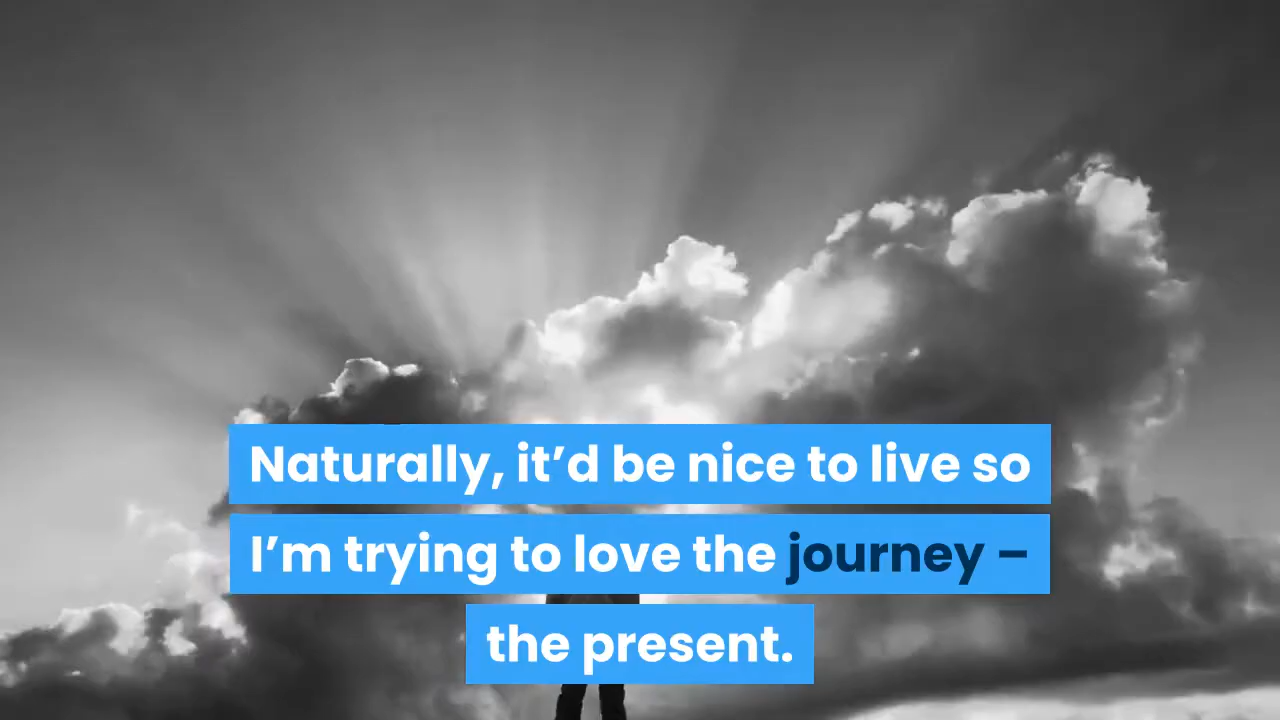 Naturally, it’d be nice to live so
I’m trying to love the journey –
the present.